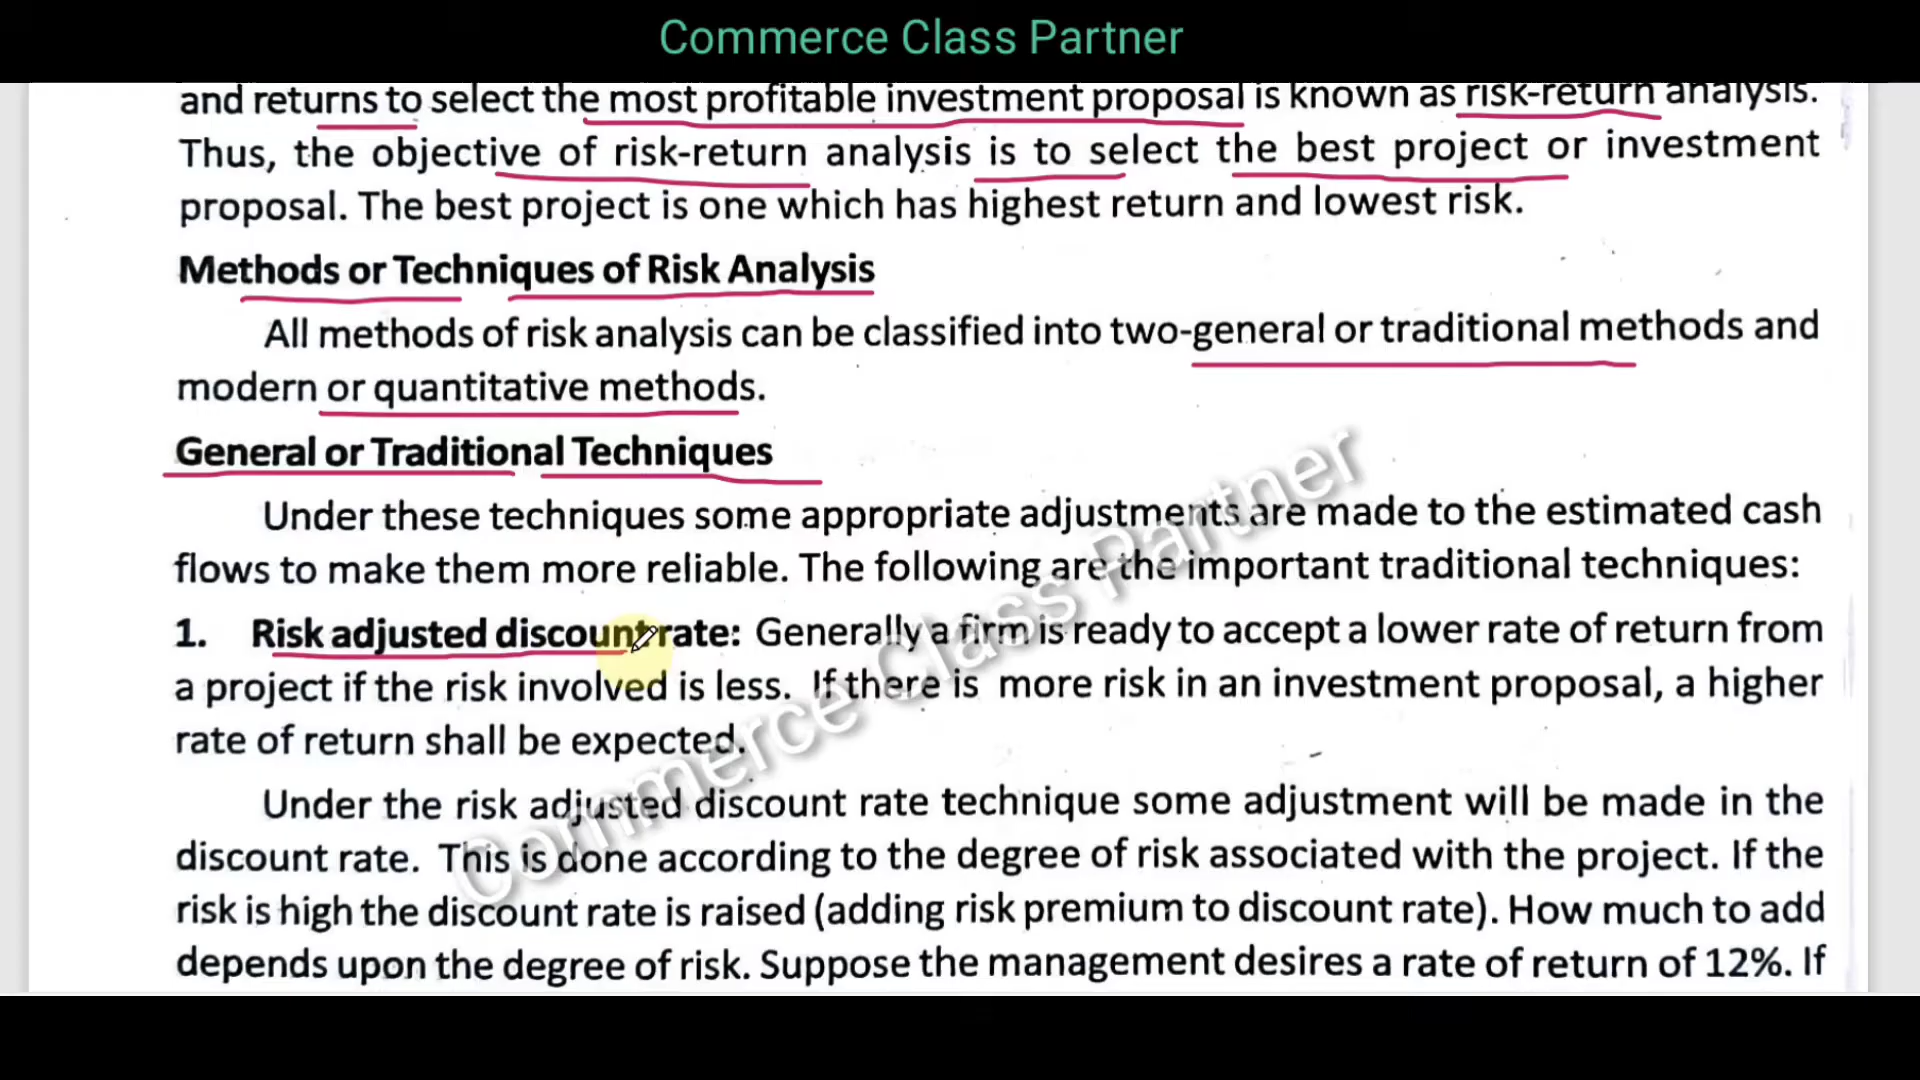 Commerce Class Partner
and returns to select the most profitable investment proposal is known as risk-return analysis.
Thus, the objective of risk-return analysis is to select the best project or investment
proposal. The best project is one which has highest return and lowest risk.
Methods or Techniques of Risk Analysis
All methods of risk analysis can be classified into two-general or traditional methods and
modern or quantitative methods.
General or Traditional Techniques
Under these techniques some appropriate adjustments are made to the estimated cash
flows to make them more reliable. The following are the important traditional techniques:
1. Risk adjusted discount rate: Generally a firm is ready to accept a lower rate of return from
a project if the risk involved is less. If there is more risk in an investment proposal, a higher
rate of return shall be expected.
Under the risk adjusted discount rate technique some adjustment will be made in the
discount rate. This is done according to the degree of risk associated with the project. If the
risk is high the discount rate is raised (adding risk premium to discount rate). How much to add
depends upon the degree of risk. Suppose the management desires a rate of return of 12%. If
Commerce Class Partner